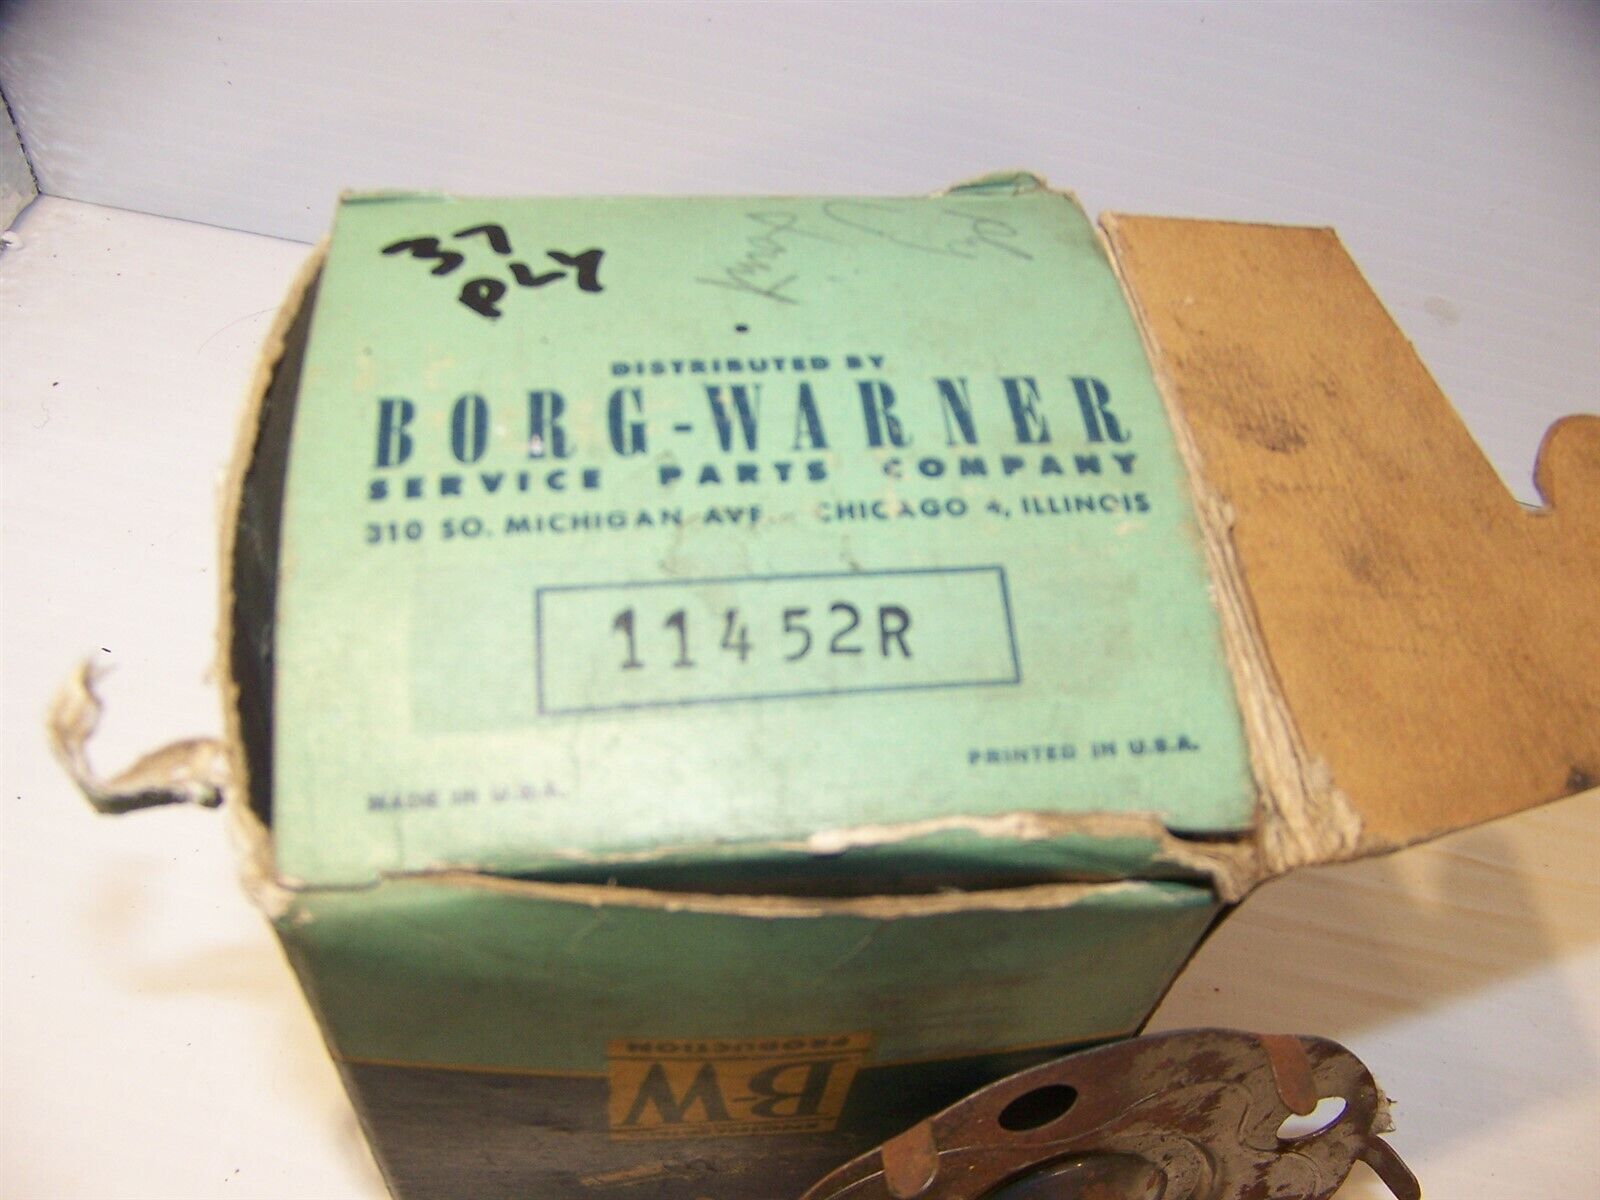 37
PLY
DISTRIBUTED BY
BORG-WARNER
SERVICE PARTS COMPANY
310 SO. MICHIGAN AVE CHICAGO 4, ILLINOIS
11452R
PRINTED IN U.S.A.
MADE IN U.S.A.
PRODUCTION
B-W